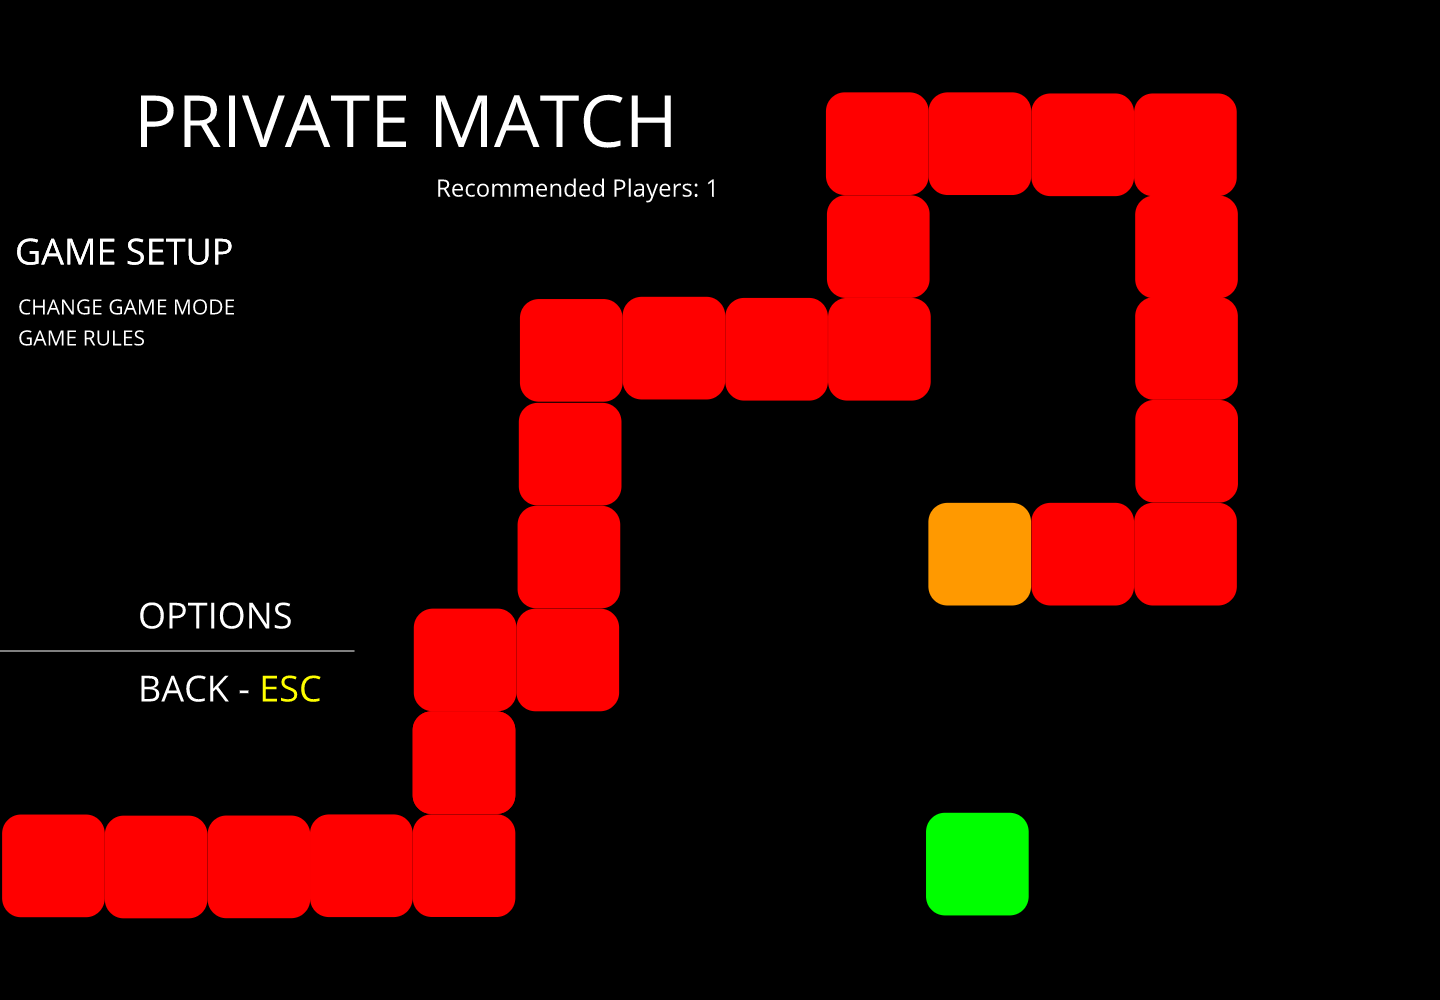 PRIVATE MATCH
Recommended Players: 1
GAME SETUP
CHANGE GAME MODE
GAME RULES
OPTIONS
BACK - ESC